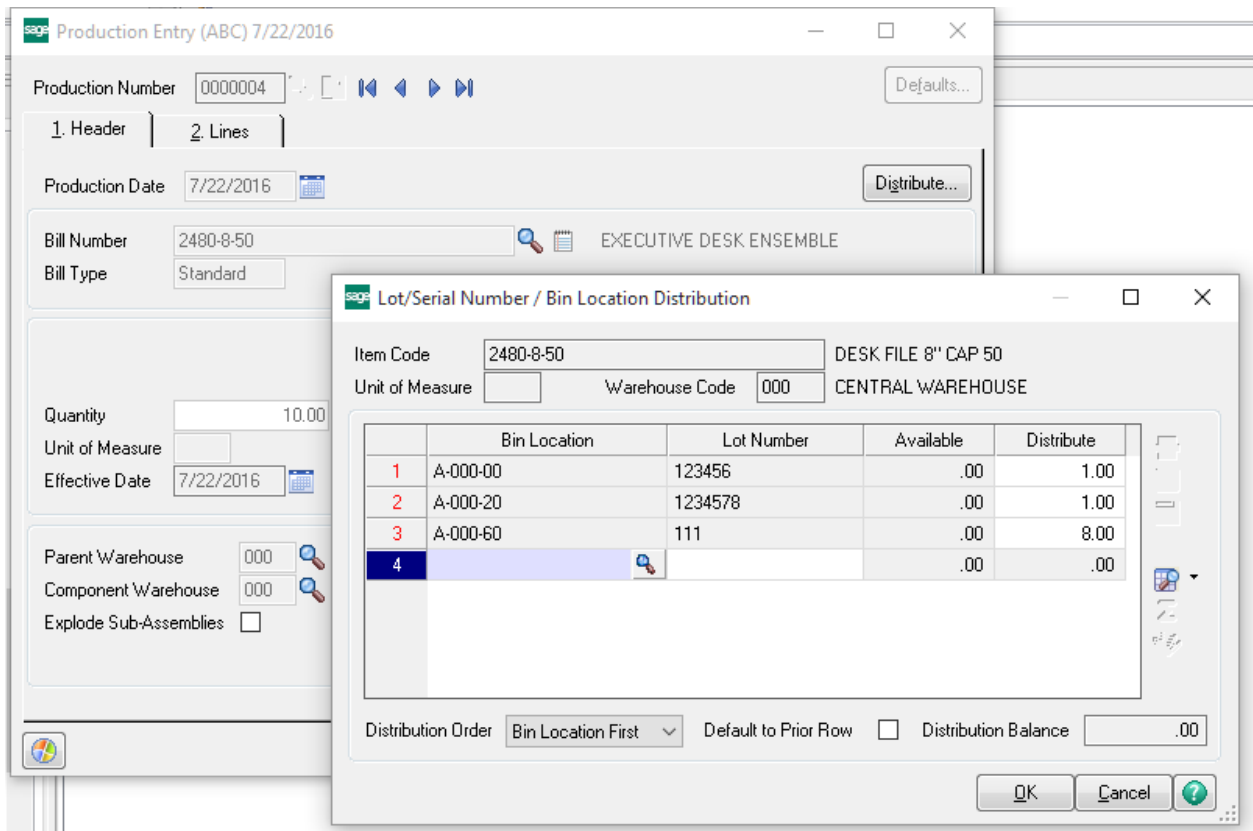 sage Production Entry (ABC) 7/22/2016
Production Number 0000004 Defaults...
1. Header 2. Lines
Production Date 7/22/2016 Distribute...
Bill Number 2480-8-50 EXECUTIVE DESK ENSEMBLE
Bill Type Standard
Quantity 10.00
Unit of Measure
Effective Date 7/22/2016
Parent Warehouse 000
Component Warehouse 000
Explode Sub-Assemblies
sage Lot/Serial Number / Bin Location Distribution
Item Code 2480-8-50 DESK FILE 8" CAP 50
Unit of Measure Warehouse Code 000 CENTRAL WAREHOUSE
Bin Location Lot Number Available Distribute
1 A-000-00 123456 .00 1.00
2 A-000-20 1234578 .00 1.00
3 A-000-60 111 .00 8.00
4 .00 .00
Distribution Order Bin Location First Default to Prior Row Distribution Balance .00
OK Cancel ?